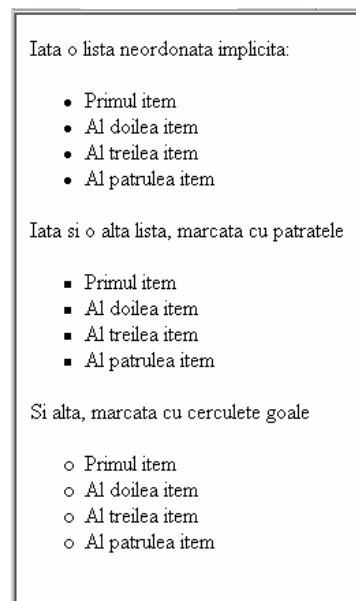 Iata o lista neordonata implicita:
• Primul item
• Al doilea item
• Al treilea item
• Al patrulea item
Iata si o alta lista, marcata cu patratele
▪ Primul item
▪ Al doilea item
▪ Al treilea item
▪ Al patrulea item
Si alta, marcata cu cerculete goale
○ Primul item
○ Al doilea item
○ Al treilea item
○ Al patrulea item